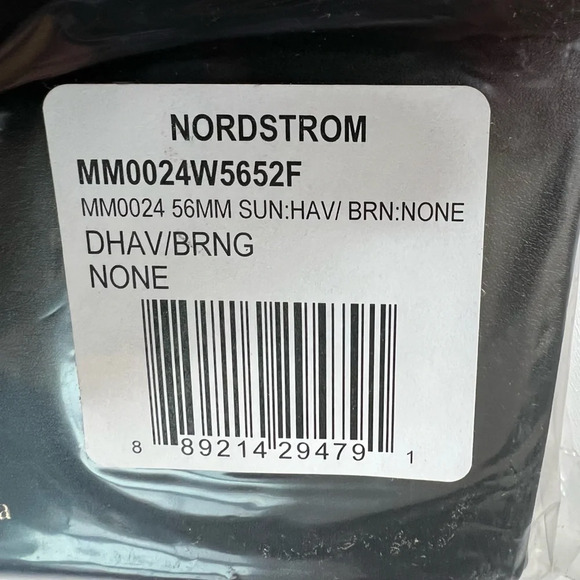 NORDSTROM
MM0024W5652F
MM0024 56MM SUN:HAV/ BRN:NONE
DHAV/BRNG
NONE
8 89214 29479 1
a